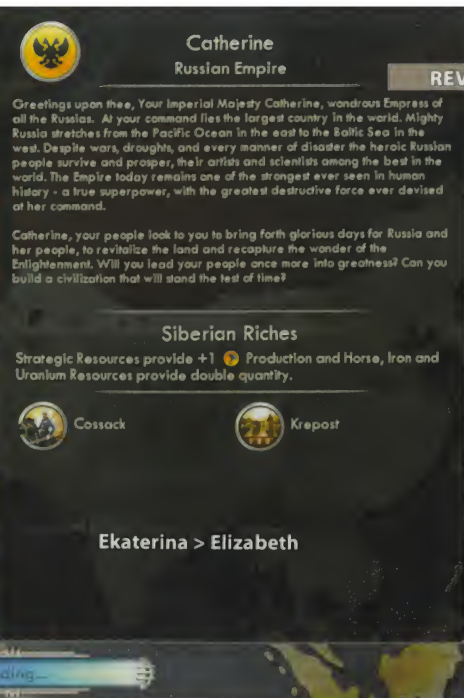 Catherine
Russian Empire
REV
Greetings upon thee, Your Imperial Majesty Catherine, wondrous Empress of
all the Russias. At your command lies the largest country in the world. Mighty
Russia stretches from the Pacific Ocean in the east to the Baltic Sea in the
west. Despite wars, droughts, and every manner of disaster the heroic Russian
people survive and prosper, their artists and scientists among the best in the
world. The Empire today remains one of the strongest ever seen in human
history - a true superpower, with the greatest destructive force ever devised
at her command.
Catherine, your people look to you to bring forth glorious days for Russia and
her people, to revitalize the land and recapture the wonder of the
Enlightenment. Will you lead your people once more into greatness? Can you
build a civilization that will stand the test of time?
Siberian Riches
Strategic Resources provide +1 Production and Horse, Iron and
Uranium Resources provide double quantity.
Cossack
Krepost
Ekaterina > Elizabeth
ding...